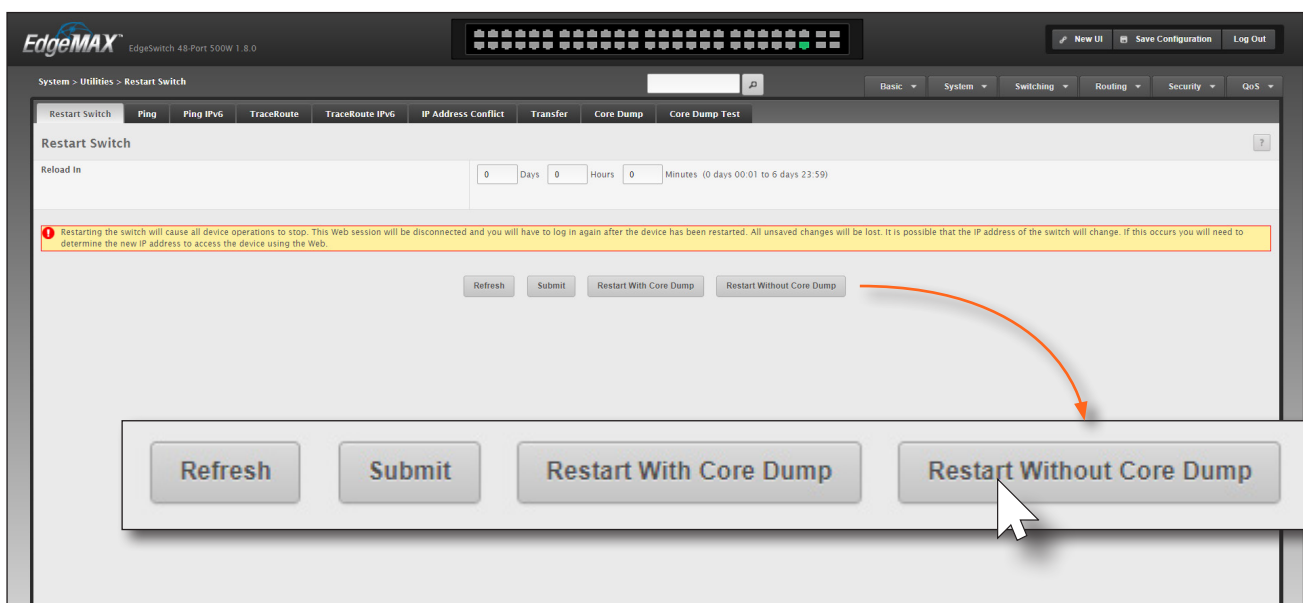 EdgeMAX™ EdgeSwitch 48-Port 500W 1.8.0
New UI Save Configuration Log Out
System > Utilities > Restart Switch
Basic System Switching Routing Security QoS
Restart Switch Ping Ping IPv6 TraceRoute TraceRoute IPv6 IP Address Conflict Transfer Core Dump Core Dump Test
Restart Switch ?
Reload In 0 Days 0 Hours 0 Minutes (0 days 00:01 to 6 days 23:59)
Restarting the switch will cause all device operations to stop. This Web session will be disconnected and you will have to log in again after the device has been restarted. All unsaved changes will be lost. It is possible that the IP address of the switch will change. If this occurs you will need to
determine the new IP address to access the device using the Web.
Refresh Submit Restart With Core Dump Restart Without Core Dump
Refresh Submit Restart With Core Dump Restart Without Core Dump